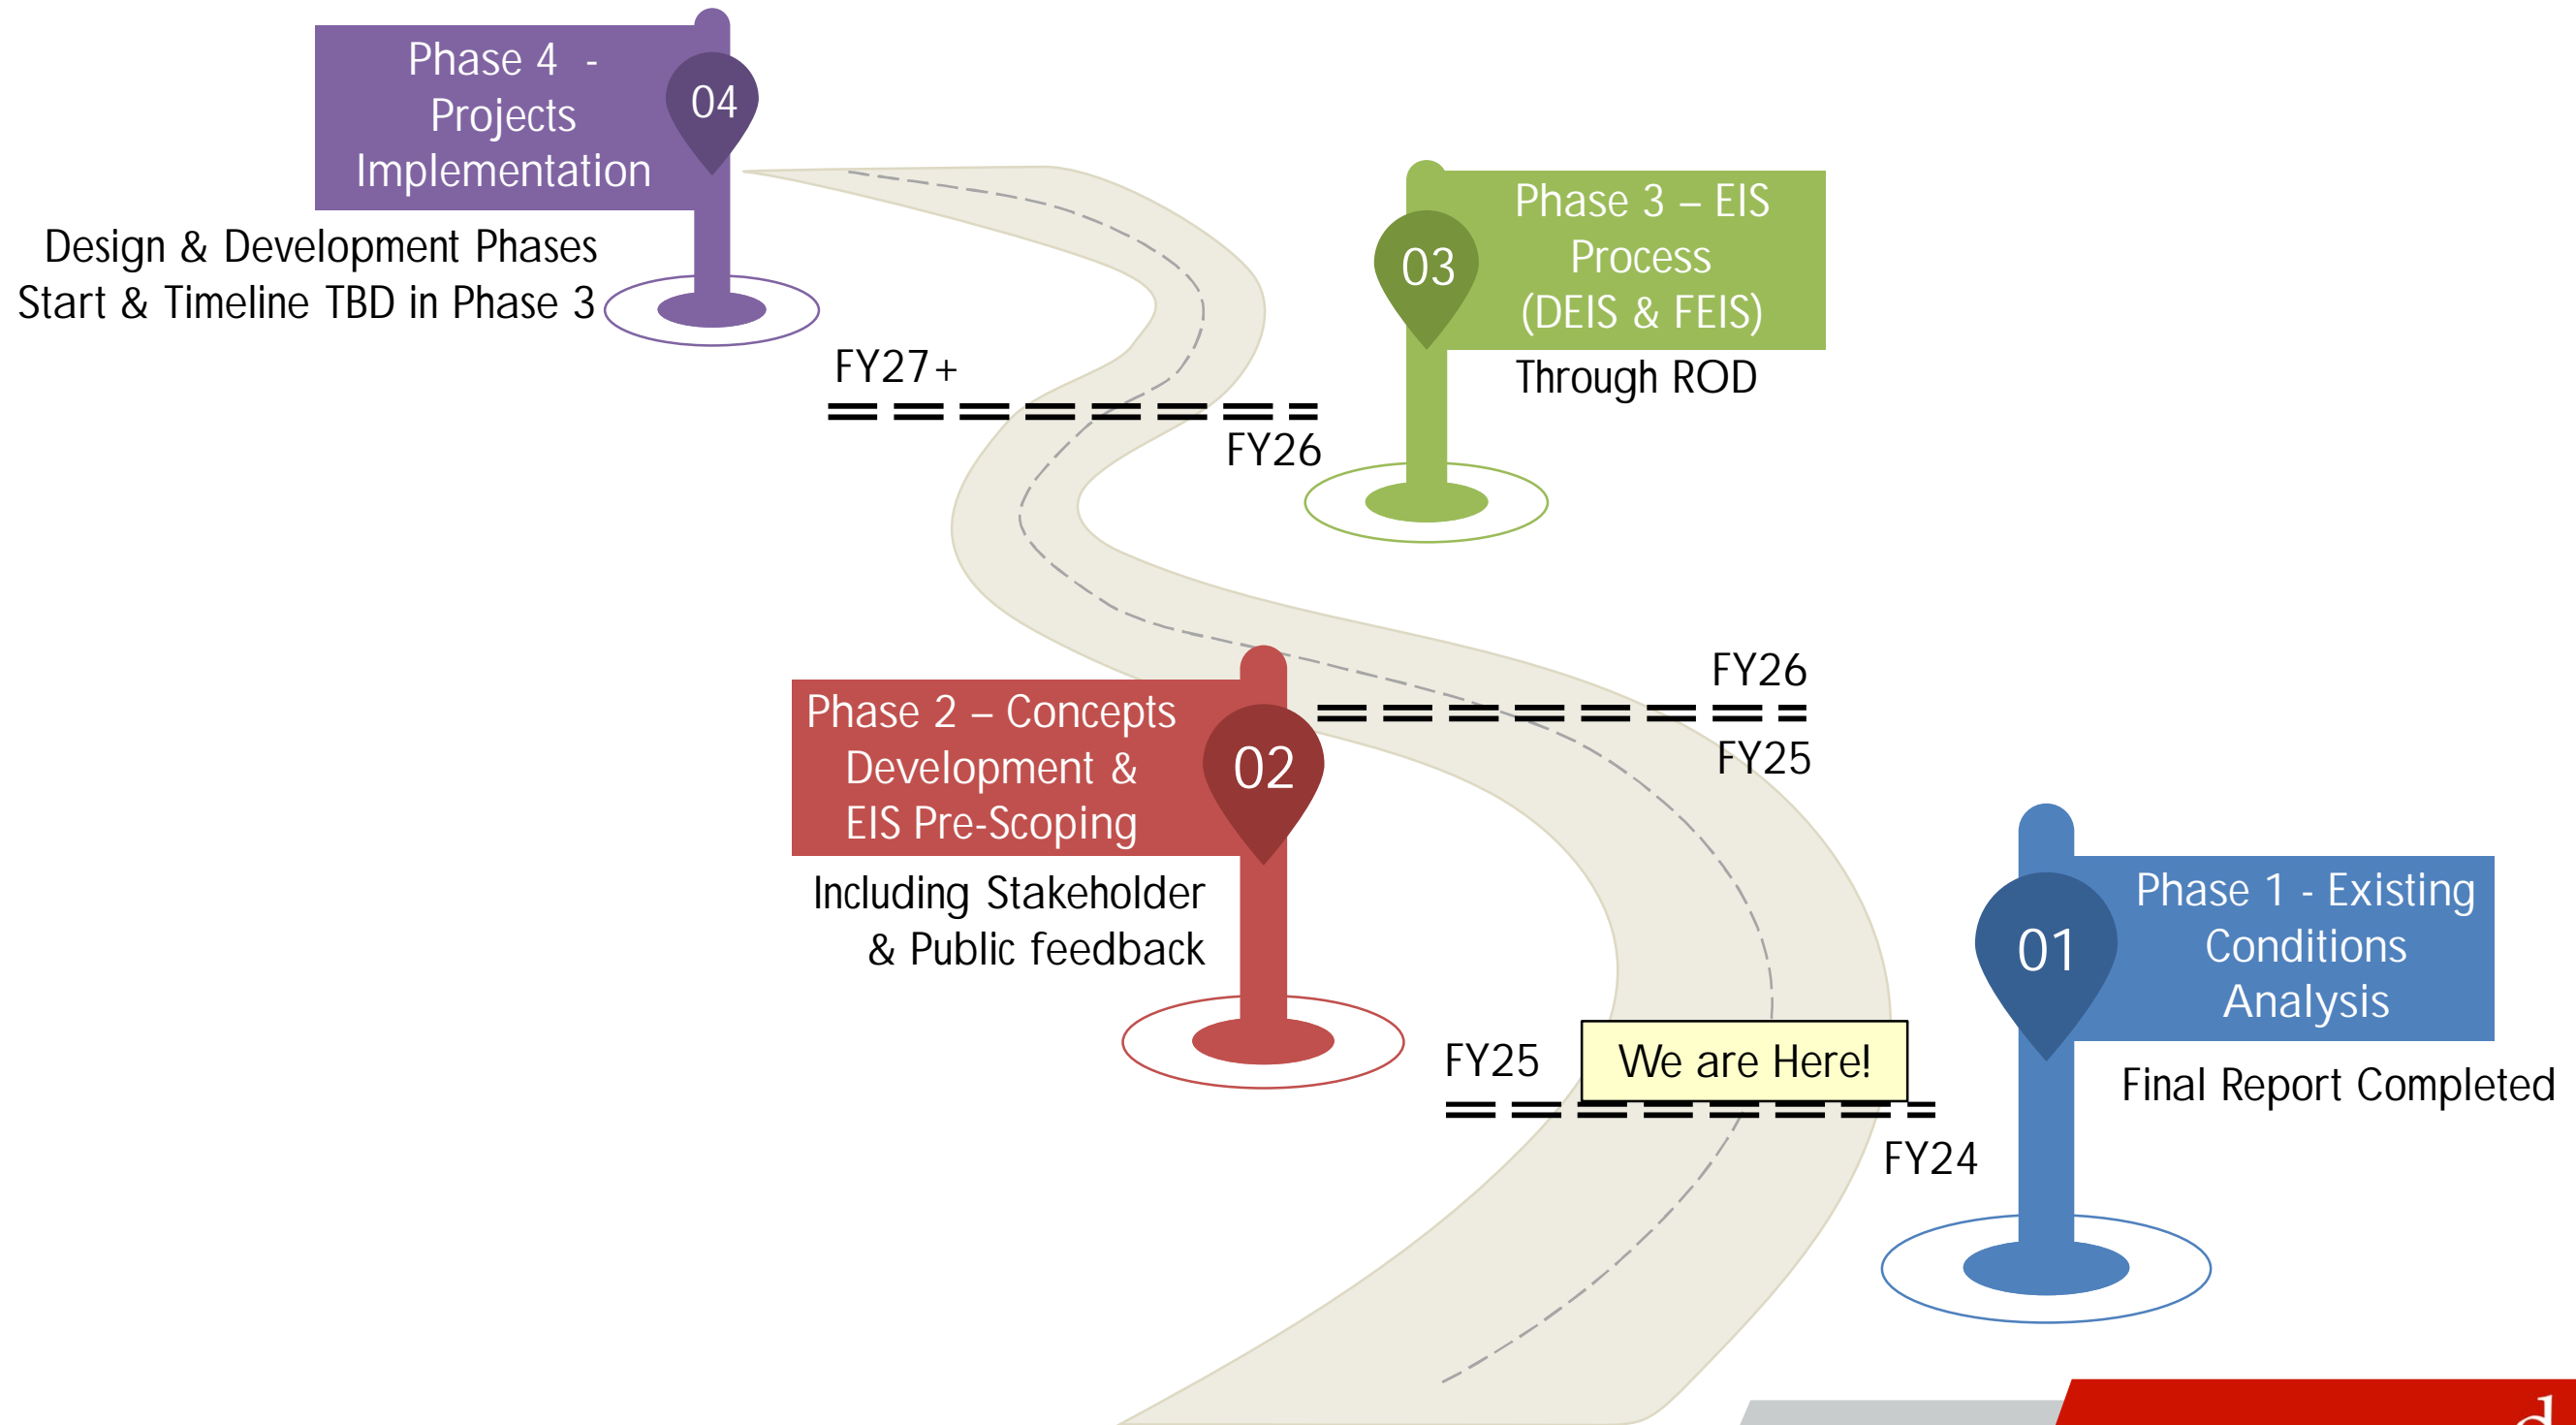 Phase 4 -
Projects
Implementation
04
Design & Development Phases
Start & Timeline TBD in Phase 3
03
Phase 3 – EIS
Process
(DEIS & FEIS)
Through ROD
FY27+
FY26
FY26
FY25
Phase 2 – Concepts
Development &
EIS Pre-Scoping
02
Including Stakeholder
& Public feedback
01
Phase 1 - Existing
Conditions
Analysis
Final Report Completed
FY25
We are Here!
FY24